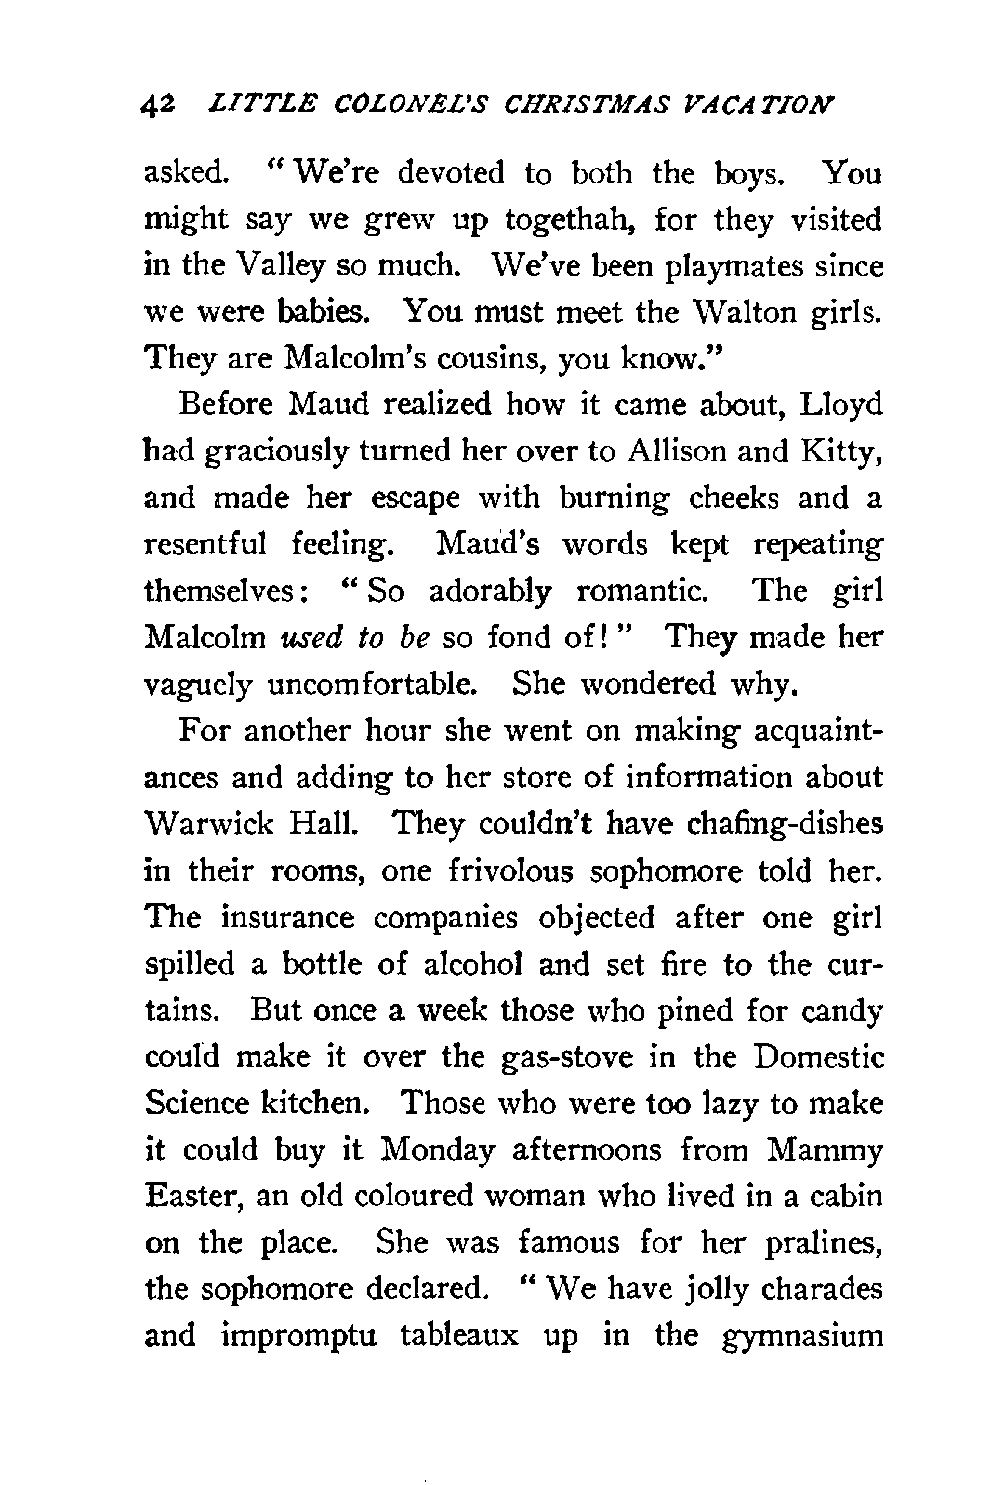 42 LITTLE COLONEL'S CHRISTMAS VACATION
asked. "We're devoted to both the boys. You
might say we grew up togethah, for they visited
in the Valley so much. We've been playmates since
we were babies. You must meet the Walton girls.
They are Malcolm's cousins, you know."
Before Maud realized how it came about, Lloyd
had graciously turned her over to Allison and Kitty,
and made her escape with burning cheeks and a
resentful feeling. Maud's words kept repeating
themselves: "So adorably romantic. The girl
Malcolm used to be so fond of!" They made her
vaguely uncomfortable. She wondered why.
For another hour she went on making acquaint-
ances and adding to her store of information about
Warwick Hall. They couldn't have chafing-dishes
in their rooms, one frivolous sophomore told her.
The insurance companies objected after one girl
spilled a bottle of alcohol and set fire to the cur-
tains. But once a week those who pined for candy
could make it over the gas-stove in the Domestic
Science kitchen. Those who were too lazy to make
it could buy it Monday afternoons from Mammy
Easter, an old coloured woman who lived in a cabin
on the place. She was famous for her pralines,
the sophomore declared. "We have jolly charades
and impromptu tableaux up in the gymnasium